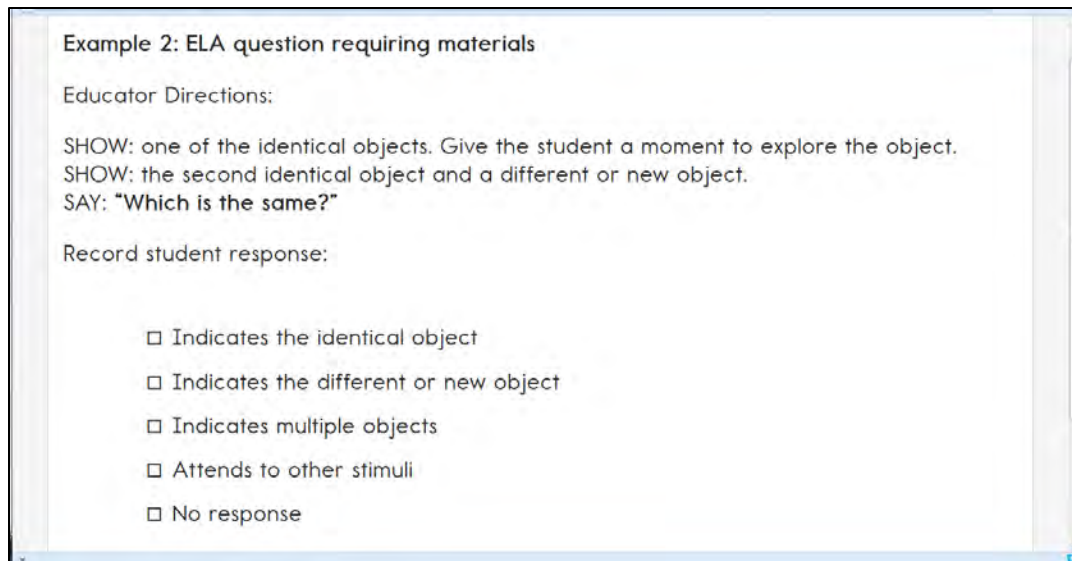 Example 2: ELA question requiring materials
Educator Directions:
SHOW: one of the identical objects. Give the student a moment to explore the object.
SHOW: the second identical object and a different or new object.
SAY: “Which is the same?”
Record student response:
☐ Indicates the identical object
☐ Indicates the different or new object
☐ Indicates multiple objects
☐ Attends to other stimuli
☐ No response